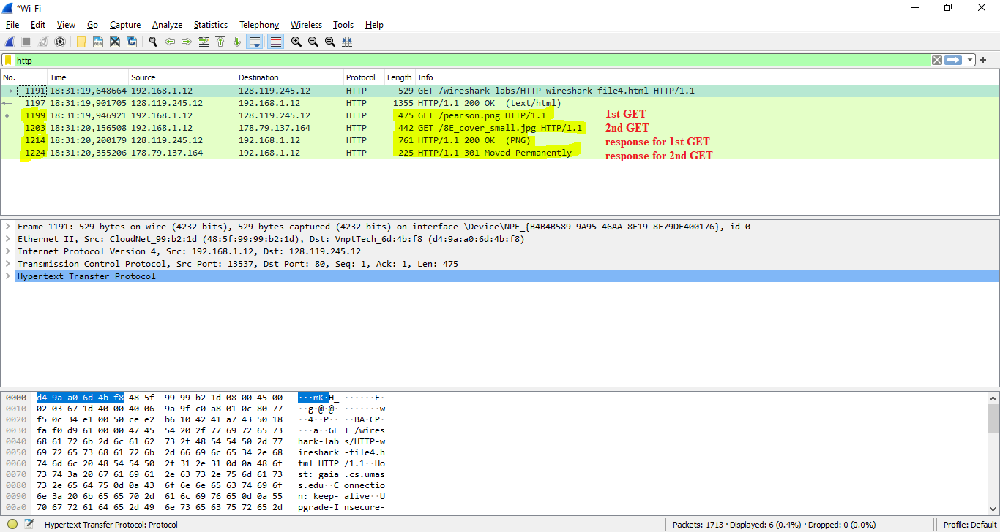 *Wi-Fi
File Edit View Go Capture Analyze Statistics Telephony Wireless Tools Help
http
No. Time Source Destination Protocol Length Info
1191 18:31:19,648664 192.168.1.12 128.119.245.12 HTTP 529 GET /wireshark-labs/HTTP-wireshark-file4.html HTTP/1.1
1197 18:31:19,901705 128.119.245.12 192.168.1.12 HTTP 1355 HTTP/1.1 200 OK (text/html)
1199 18:31:19,946921 192.168.1.12 128.119.245.12 HTTP 475 GET /pearson.png HTTP/1.1 1st GET
1203 18:31:20,156508 192.168.1.12 178.79.137.164 HTTP 442 GET /8E_cover_small.jpg HTTP/1.1 2nd GET
1214 18:31:20,200179 128.119.245.12 192.168.1.12 HTTP 761 HTTP/1.1 200 OK (PNG) response for 1st GET
1224 18:31:20,355206 178.79.137.164 192.168.1.12 HTTP 225 HTTP/1.1 301 Moved Permanently response for 2nd GET
Frame 1191: 529 bytes on wire (4232 bits), 529 bytes captured (4232 bits) on interface \Device\NPF_{B4B4B589-9A95-46AA-8F19-8E79DF400176}, id 0
Ethernet II, Src: CloudNet_99:b2:1d (48:5f:99:99:b2:1d), Dst: VnptTech_6d:4b:f8 (d4:9a:a0:6d:4b:f8)
Internet Protocol Version 4, Src: 192.168.1.12, Dst: 128.119.245.12
Transmission Control Protocol, Src Port: 13537, Dst Port: 80, Seq: 1, Ack: 1, Len: 475
Hypertext Transfer Protocol
0000 d4 9a a0 6d 4b f8 48 5f 99 99 b2 1d 08 00 45 00 ···mK·H_ ······E·
0010 02 03 67 1d 40 00 40 06 9a 9f c0 a8 01 0c 80 77 ··g·@·@· ·······w
0020 f5 0c 34 e1 00 50 ce e2 b6 10 42 41 a7 43 50 18 ··4··P·· ··BA·CP·
0030 fa f0 d9 61 00 00 47 45 54 20 2f 77 69 72 65 73 ···a··GE T /wires
0040 68 61 72 6b 2d 6c 61 62 73 2f 48 54 54 50 2d 77 hark-lab s/HTTP-w
0050 69 72 65 73 68 61 72 6b 2d 66 69 6c 65 34 2e 68 ireshark -file4.h
0060 74 6d 6c 20 48 54 54 50 2f 31 2e 31 0d 0a 48 6f tml HTTP /1.1··Ho
0070 73 74 3a 20 67 61 69 61 2e 63 73 2e 75 6d 61 73 st: gaia .cs.umas
0080 73 2e 65 64 75 0d 0a 43 6f 6e 6e 65 63 74 69 6f s.edu··C onnectio
0090 6e 3a 20 6b 65 65 70 2d 61 6c 69 76 65 0d 0a 55 n: keep- alive··U
00a0 70 67 72 61 64 65 2d 49 6e 73 65 63 75 72 65 2d pgrade-I nsecure-
Hypertext Transfer Protocol: Protocol Packets: 1713 · Displayed: 6 (0.4%) · Dropped: 0 (0.0%) Profile: Default